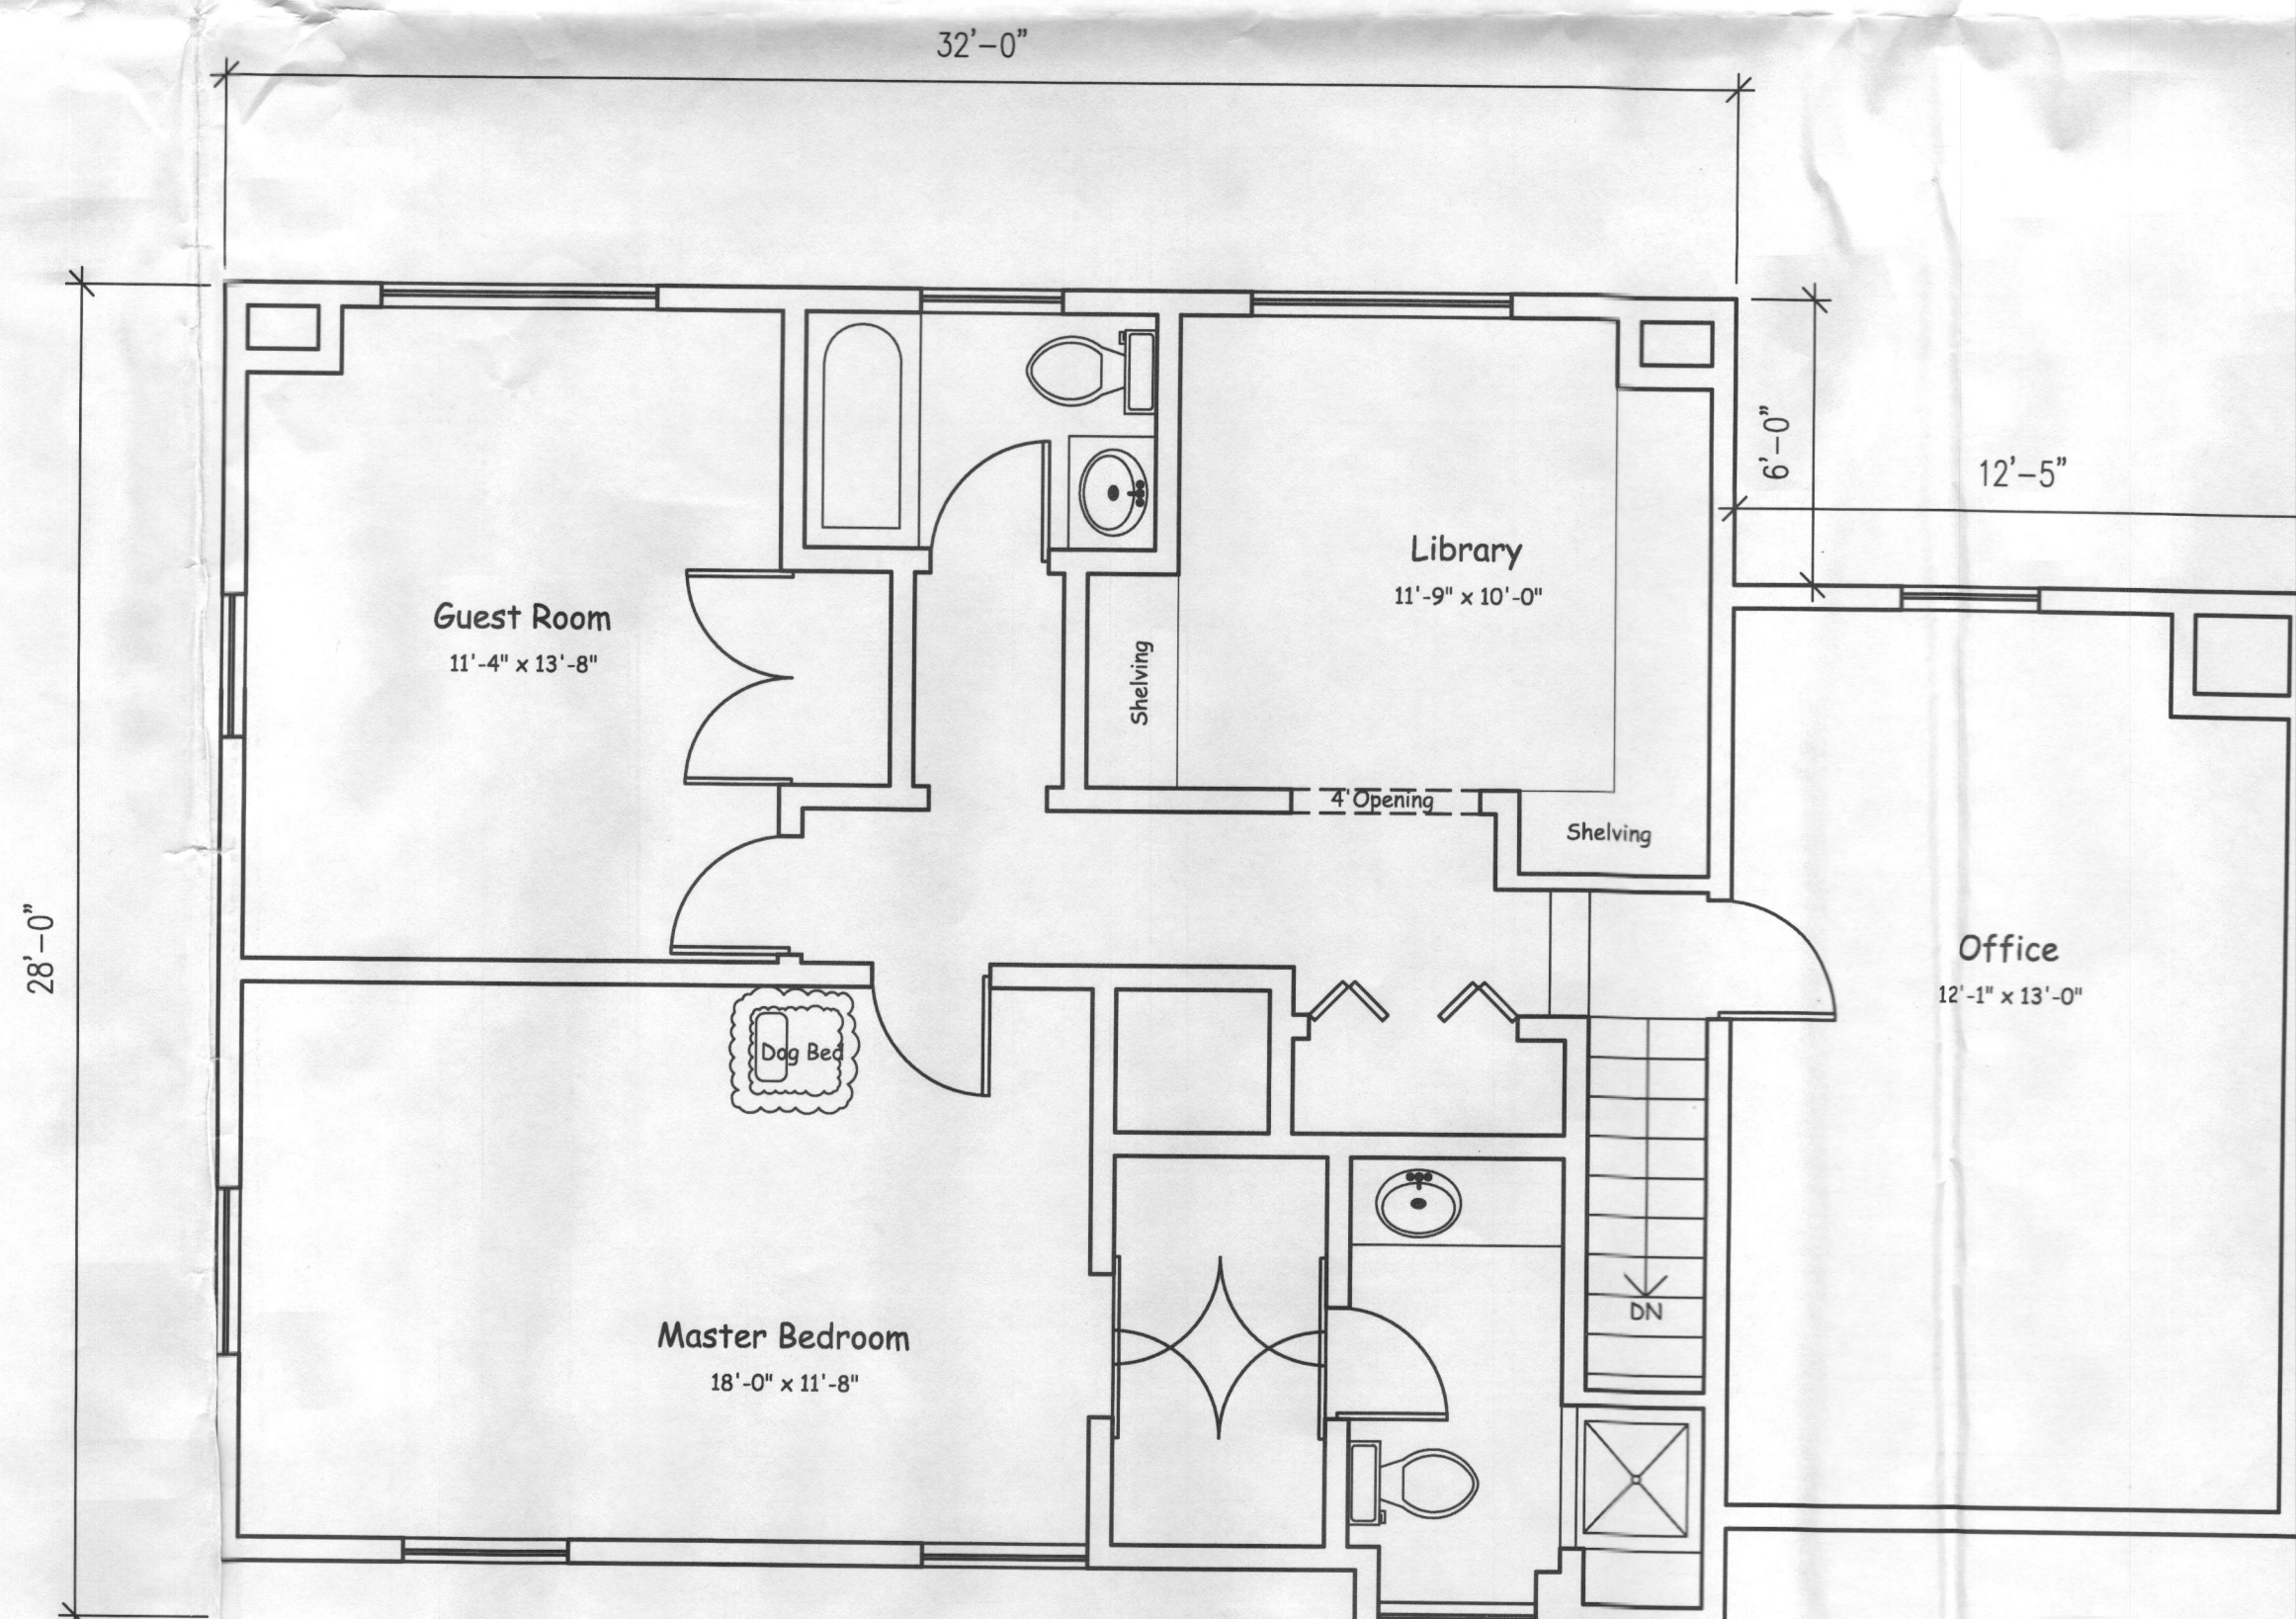 32'-0"
6'-0"
12'-5"
Library
11'-9" x 10'-0"
Guest Room
11'-4" x 13'-8"
Shelving
4' Opening
Shelving
28'-0"
Office
12'-1" x 13'-0"
Dog Bed
DN
Master Bedroom
18'-0" x 11'-8"